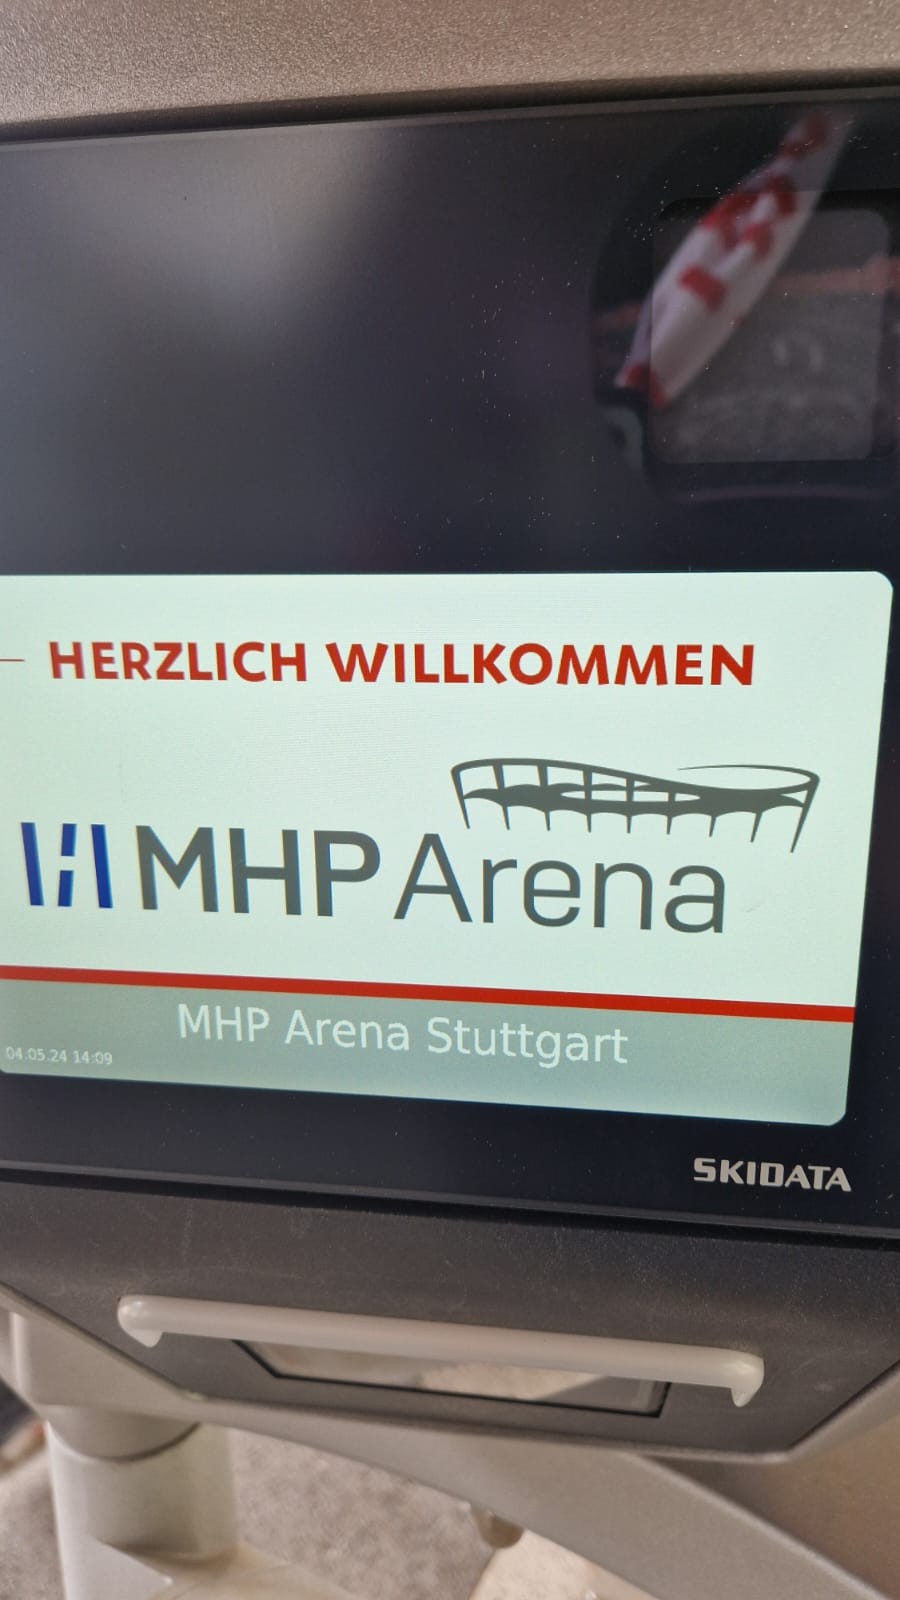 HERZLICH WILLKOMMEN
MHP Arena
MHP Arena Stuttgart
04.05.24 14:09
SKIDATA